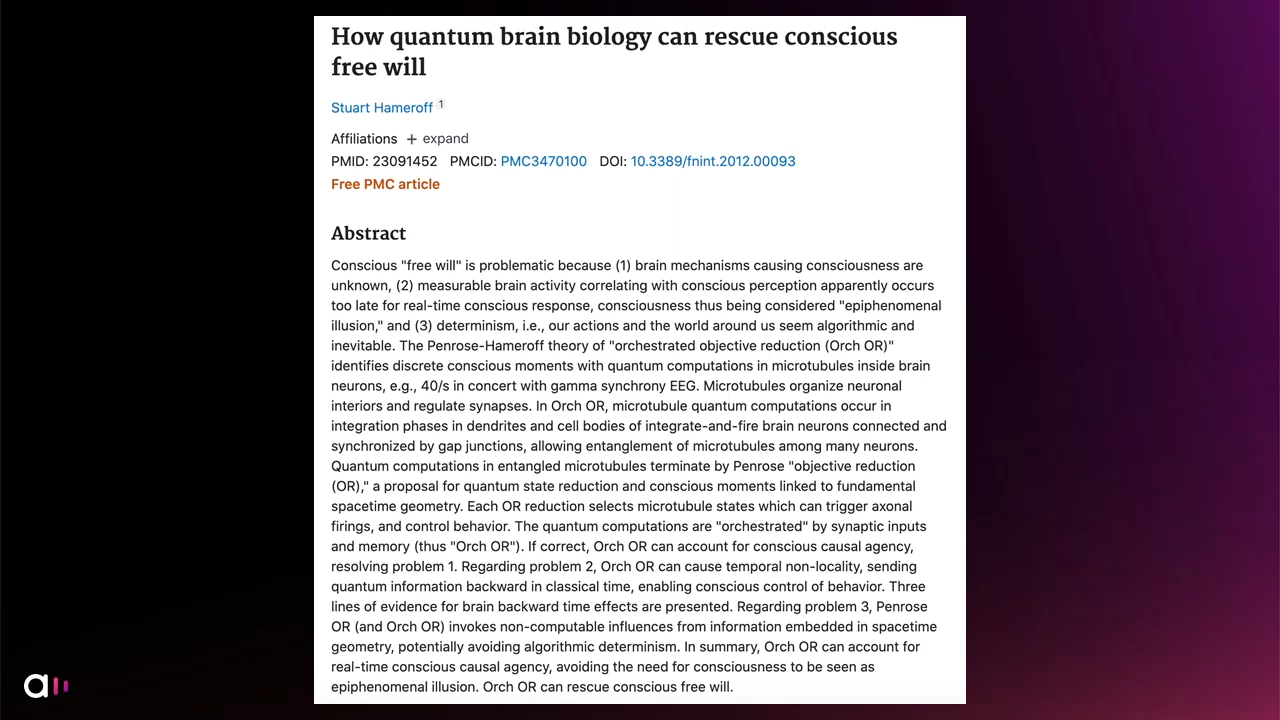 How quantum brain biology can rescue conscious
free will
Stuart Hameroff 1
Affiliations + expand
PMID: 23091452 PMCID: PMC3470100 DOI: 10.3389/fnint.2012.00093
Free PMC article
Abstract
Conscious "free will" is problematic because (1) brain mechanisms causing consciousness are
unknown, (2) measurable brain activity correlating with conscious perception apparently occurs
too late for real-time conscious response, consciousness thus being considered "epiphenomenal
illusion," and (3) determinism, i.e., our actions and the world around us seem algorithmic and
inevitable. The Penrose-Hameroff theory of "orchestrated objective reduction (Orch OR)"
identifies discrete conscious moments with quantum computations in microtubules inside brain
neurons, e.g., 40/s in concert with gamma synchrony EEG. Microtubules organize neuronal
interiors and regulate synapses. In Orch OR, microtubule quantum computations occur in
integration phases in dendrites and cell bodies of integrate-and-fire brain neurons connected and
synchronized by gap junctions, allowing entanglement of microtubules among many neurons.
Quantum computations in entangled microtubules terminate by Penrose "objective reduction
(OR)," a proposal for quantum state reduction and conscious moments linked to fundamental
spacetime geometry. Each OR reduction selects microtubule states which can trigger axonal
firings, and control behavior. The quantum computations are "orchestrated" by synaptic inputs
and memory (thus "Orch OR"). If correct, Orch OR can account for conscious causal agency,
resolving problem 1. Regarding problem 2, Orch OR can cause temporal non-locality, sending
quantum information backward in classical time, enabling conscious control of behavior. Three
lines of evidence for brain backward time effects are presented. Regarding problem 3, Penrose
OR (and Orch OR) invokes non-computable influences from information embedded in spacetime
geometry, potentially avoiding algorithmic determinism. In summary, Orch OR can account for
real-time conscious causal agency, avoiding the need for consciousness to be seen as
epiphenomenal illusion. Orch OR can rescue conscious free will.